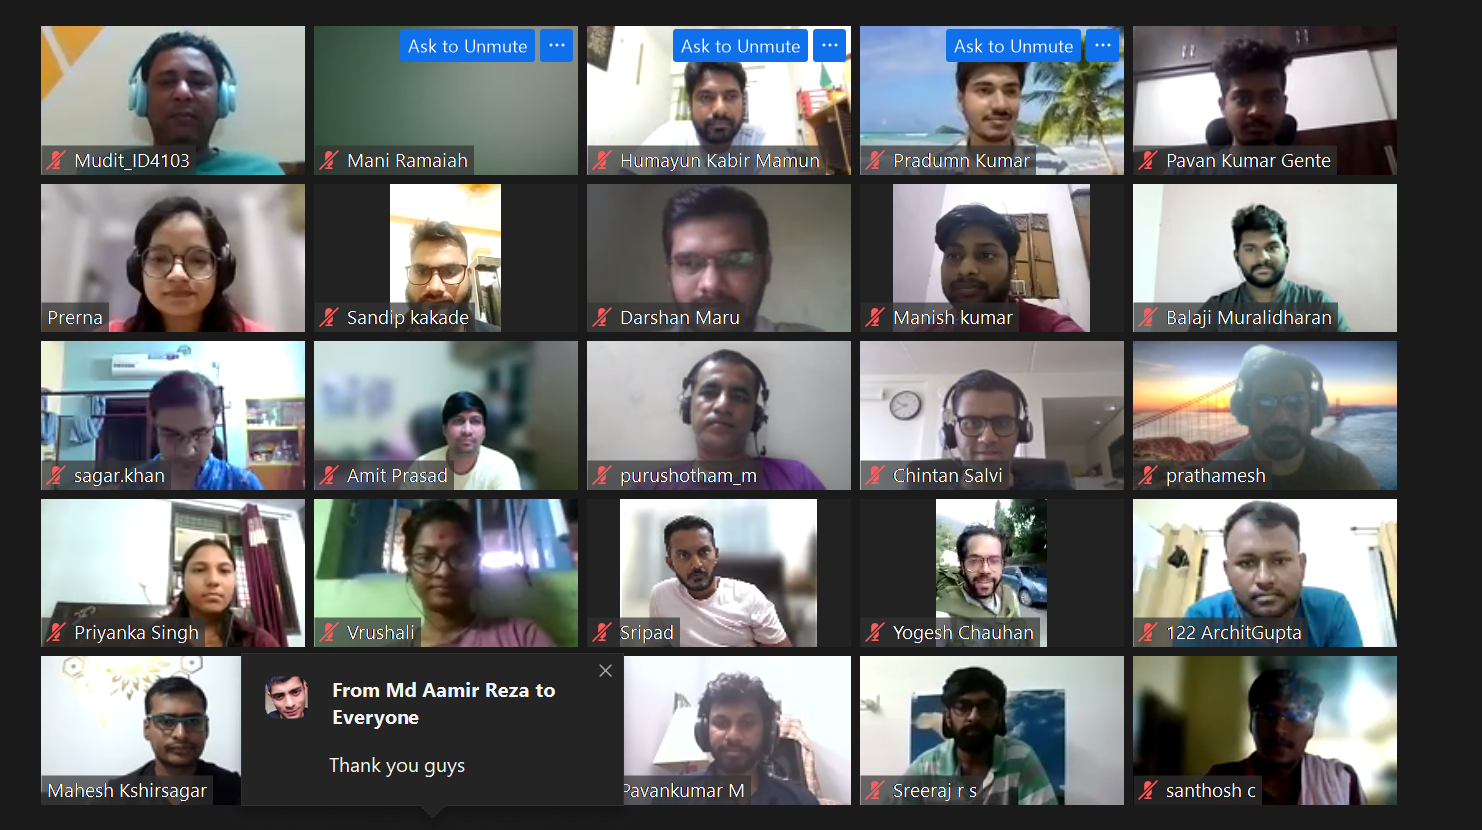 Ask to Unmute
Ask to Unmute
Ask to Unmute
Mudit_ID4103
Mani Ramaiah
Humayun Kabir Mamun
Pradumn Kumar
Pavan Kumar Gente
Prerna
Sandip kakade
Darshan Maru
Manish kumar
Balaji Muralidharan
sagar.khan
Amit Prasad
purushotham_m
Chintan Salvi
prathamesh
Priyanka Singh
Vrushali
Sripad
Yogesh Chauhan
122 ArchitGupta
Mahesh Kshirsagar
From Md Aamir Reza to
Everyone
Thank you guys
Pavankumar M
Sreeraj r s
santhosh c